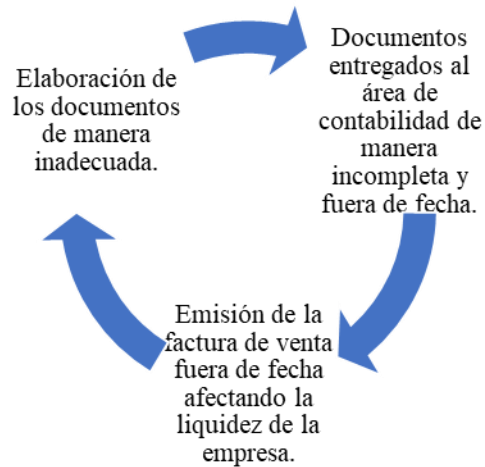 Elaboración de
los documentos
de manera
inadecuada.
Documentos
entregados al
área de
contabilidad de
manera
incompleta y
fuera de fecha.
Emisión de la
factura de venta
fuera de fecha
afectando la
liquidez de la
empresa.